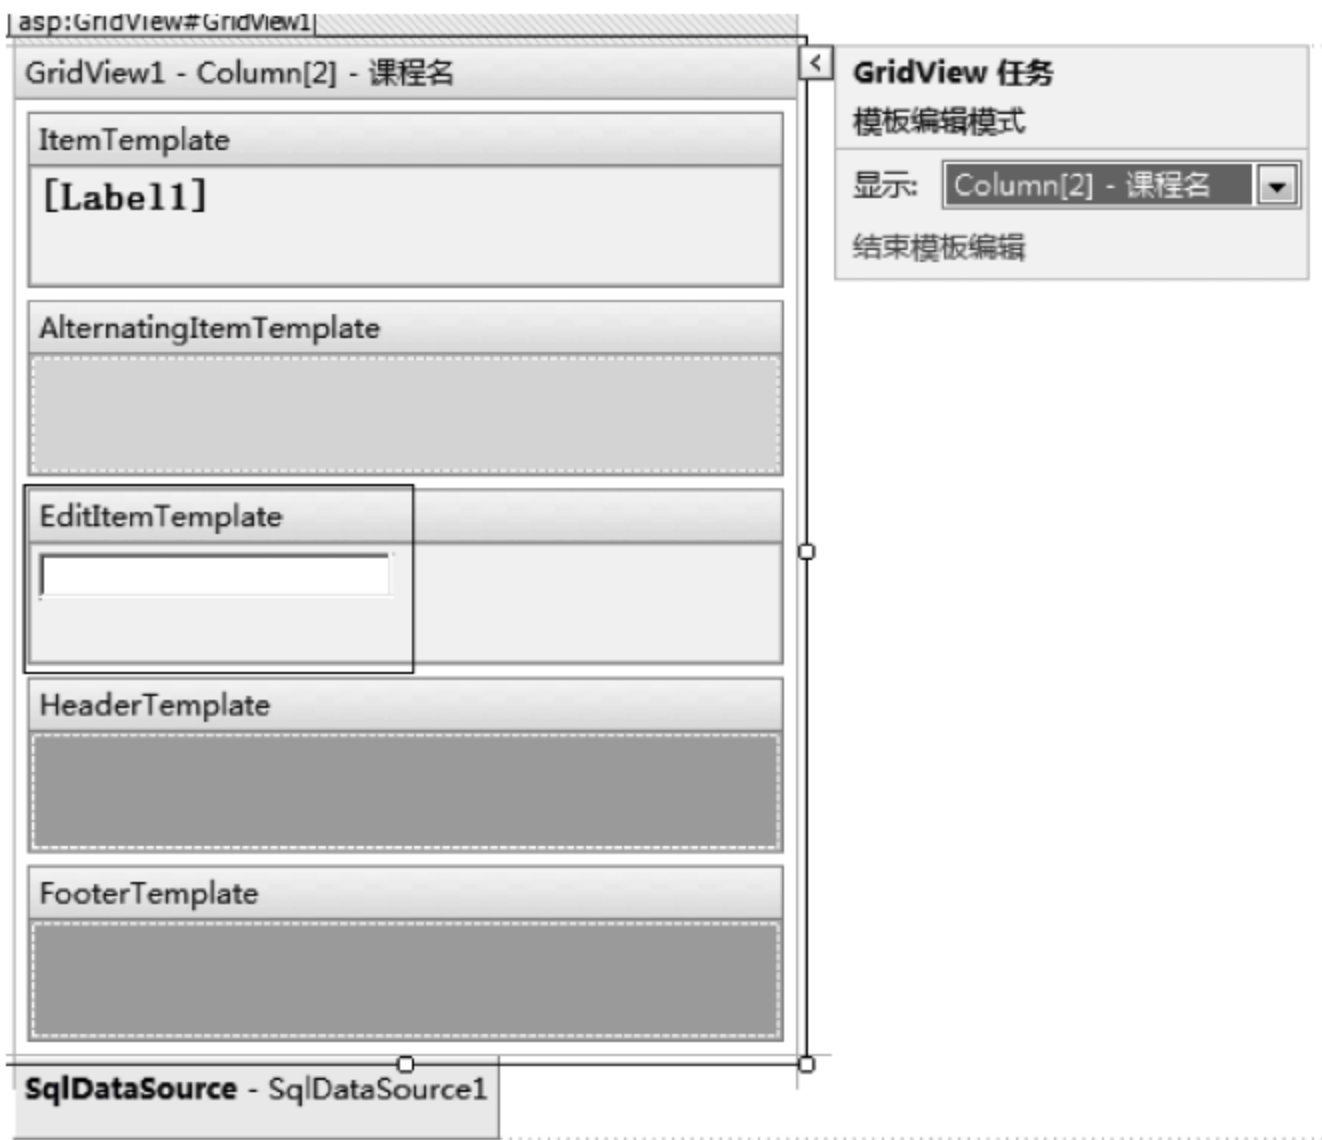 asp:GridView#GridView1
GridView1 - Column[2] - 课程名
ItemTemplate
[Label1]
AlternatingItemTemplate
EditItemTemplate
HeaderTemplate
FooterTemplate
SqlDataSource - SqlDataSource1
<
GridView 任务
模板编辑模式
显示: Column[2] - 课程名
结束模板编辑